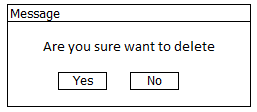 Message
Are you sure want to delete
Yes
No